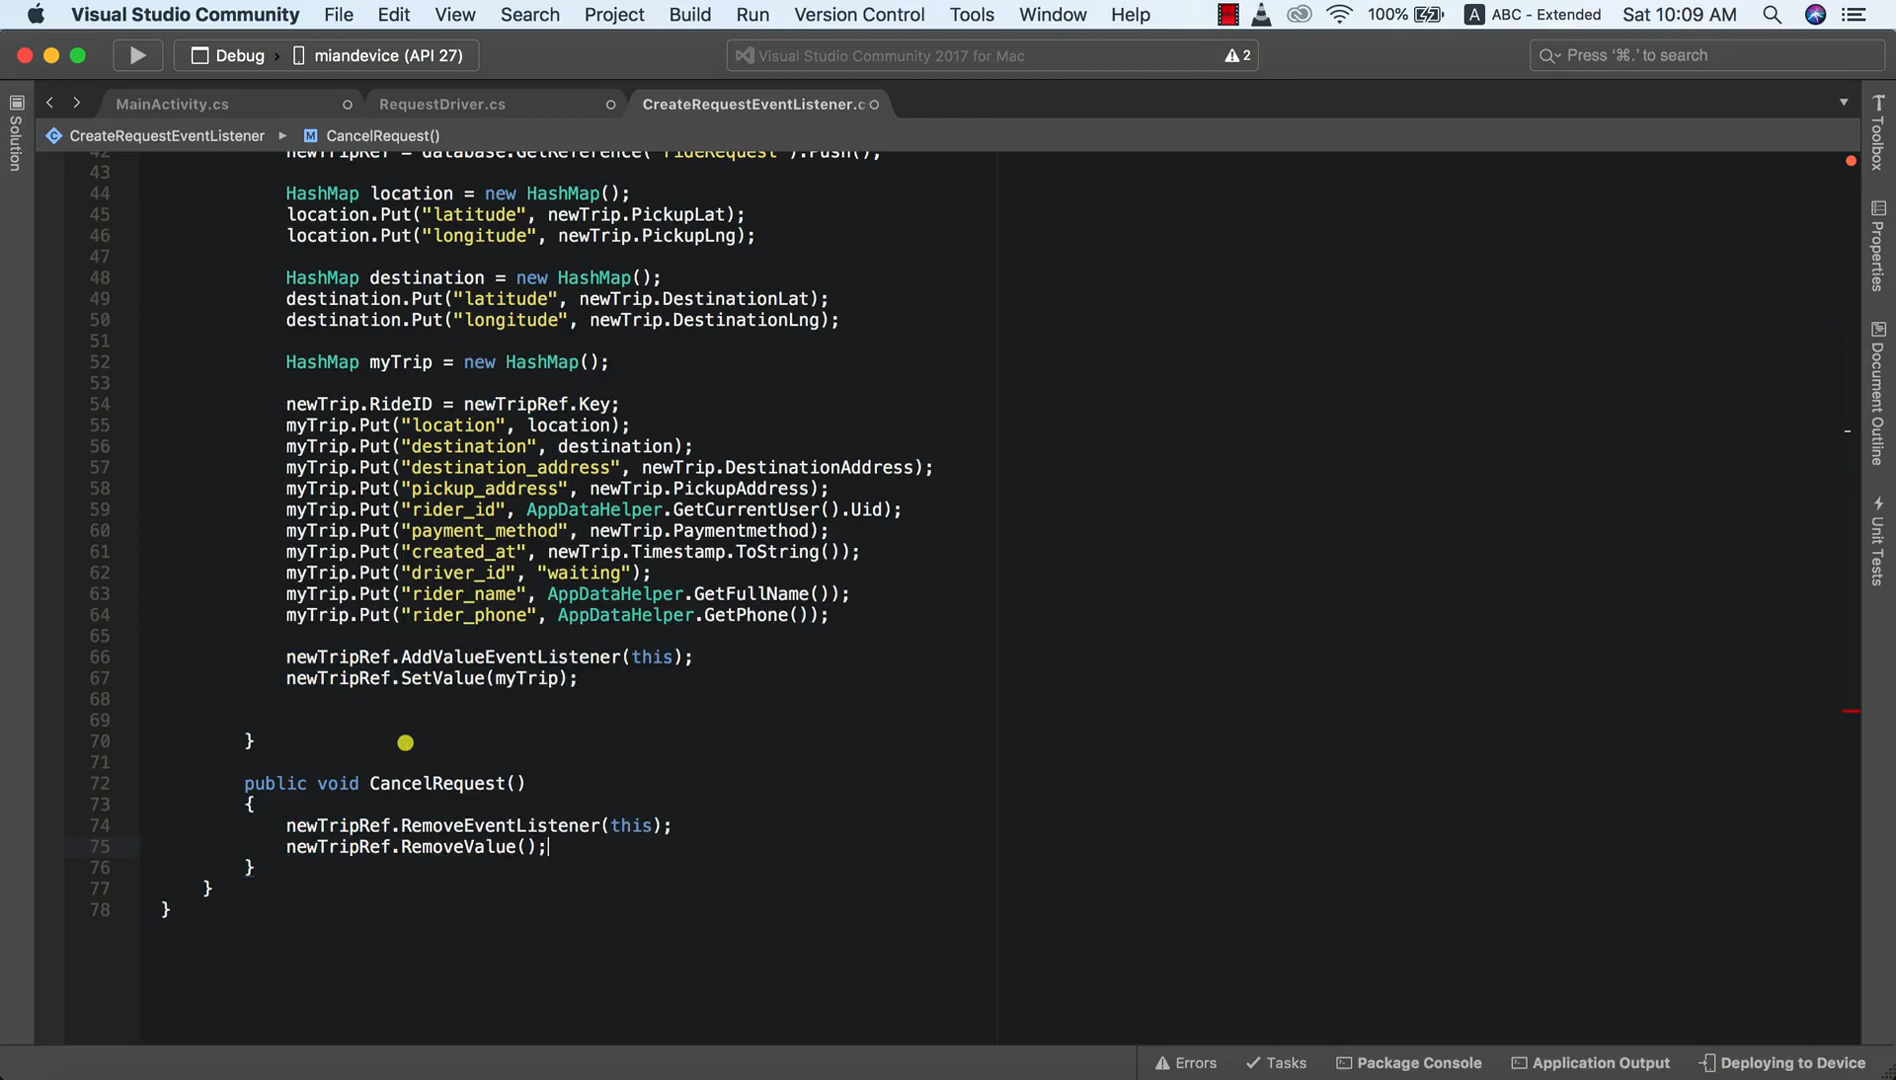 Visual Studio Community File Edit View Search Project Build Run Version Control Tools Window Help 100% A ABC - Extended Sat 10:09 AM
Debug › miandevice (API 27) Visual Studio Community 2017 for Mac 2 Press '⌘.' to search
MainActivity.cs RequestDriver.cs CreateRequestEventListener.c
CreateRequestEventListener ▸ M CancelRequest()
Solution
Toolbox
Properties
Document Outline
Unit Tests
42 newTripRef = database.GetReference("rideRequest").Push();
43
44 HashMap location = new HashMap();
45 location.Put("latitude", newTrip.PickupLat);
46 location.Put("longitude", newTrip.PickupLng);
47
48 HashMap destination = new HashMap();
49 destination.Put("latitude", newTrip.DestinationLat);
50 destination.Put("longitude", newTrip.DestinationLng);
51
52 HashMap myTrip = new HashMap();
53
54 newTrip.RideID = newTripRef.Key;
55 myTrip.Put("location", location);
56 myTrip.Put("destination", destination);
57 myTrip.Put("destination_address", newTrip.DestinationAddress);
58 myTrip.Put("pickup_address", newTrip.PickupAddress);
59 myTrip.Put("rider_id", AppDataHelper.GetCurrentUser().Uid);
60 myTrip.Put("payment_method", newTrip.Paymentmethod);
61 myTrip.Put("created_at", newTrip.Timestamp.ToString());
62 myTrip.Put("driver_id", "waiting");
63 myTrip.Put("rider_name", AppDataHelper.GetFullName());
64 myTrip.Put("rider_phone", AppDataHelper.GetPhone());
65
66 newTripRef.AddValueEventListener(this);
67 newTripRef.SetValue(myTrip);
68
69
70 }
71
72 public void CancelRequest()
73 {
74 newTripRef.RemoveEventListener(this);
75 newTripRef.RemoveValue();
76 }
77 }
78 }
Errors Tasks Package Console Application Output Deploying to Device